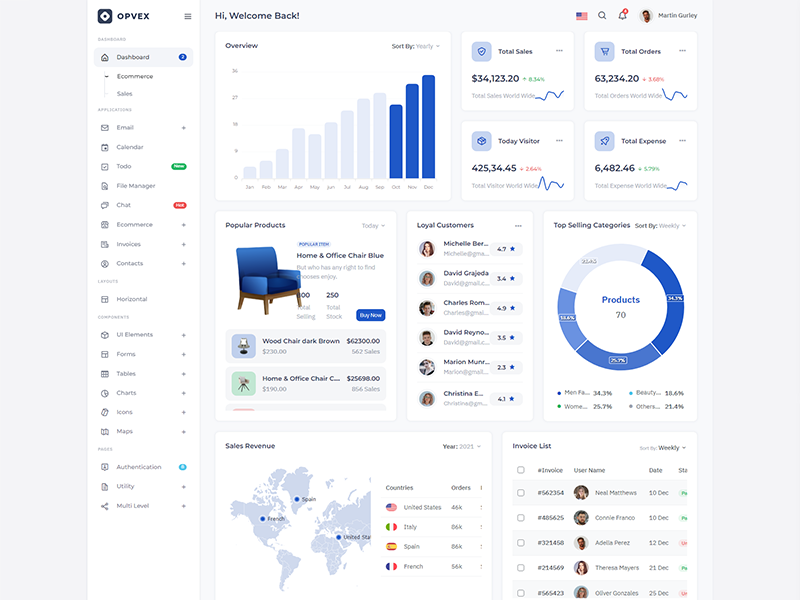 OPVEX
DASHBOARD
Dashboard 2
Ecommerce
Sales
APPLICATIONS
Email +
Calendar
Todo New
File Manager
Chat Hot
Ecommerce +
Invoices +
Contacts +
LAYOUTS
Horizontal
COMPONENTS
UI Elements +
Forms +
Tables +
Charts +
Icons +
Maps +
PAGES
Authentication
Utility +
Multi Level +
Hi, Welcome Back!
Martin Gurley
Overview
Sort By: Yearly
36
27
18
9
0
Jan Feb Mar Apr May Jun Jul Aug Sep Oct Nov Dec
Total Sales
$34,123.20 ↑ 8.34%
Total Sales World Wide
Total Orders
63,234.20 ↓ 3.68%
Total Orders World Wide
Today Visitor
425,34.45 ↓ 2.64%
Total Visitor World Wide
Total Expense
6,482.46 ↑ 5.79%
Total Expense World Wide
Popular Products
Today
POPULAR ITEM
Home & Office Chair Blue
But who has any right to find
chooses enjoy.
800 250
Total Total
Selling Stock
Buy Now
Wood Chair dark Brown $62300.00
$230.00 562 Sales
Home & Office Chair C... $25698.00
$190.00 856 Sales
Loyal Customers
Michelle Ber...
Michelle@gma... 4.7 ★
David Grajeda
David@gmail.c... 3.4 ★
Charles Rom...
Charles@gmai... 4.9 ★
David Reyno...
David@gmail.c... 3.5 ★
Marion Munr...
Marion@gmail... 2.3 ★
Christina E...
Christina@gm... 4.1 ★
Top Selling Categories
Sort By: Weekly
21.4%
34.3%
18.6%
25.7%
Products
70
Men Fa... 34.3%
Beauty... 18.6%
Wome... 25.7%
Others... 21.4%
Sales Revenue
Year: 2021
Spain
French
United Sta
Countries Orders
United States 46k
Italy 86k
Spain 86k
French 56k
Invoice List
Sort By: Weekly
#Invoice User Name Date Sta
#562354 Neal Matthews 10 Dec Pa
#485625 Connie Franco 10 Dec Pa
#321458 Adella Perez 12 Dec Un
#214569 Theresa Mayers 21 Dec Pa
#565423 Oliver Gonzales 25 Dec Un